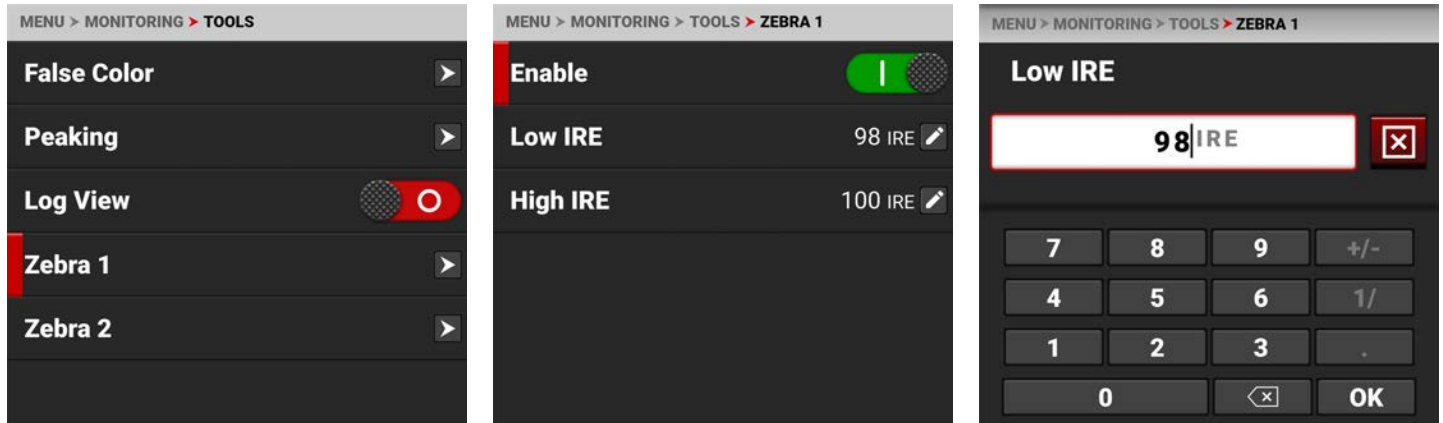 MENU > MONITORING > TOOLS
False Color
Peaking
Log View
Zebra 1
Zebra 2
MENU > MONITORING > TOOLS > ZEBRA 1
Enable
Low IRE 98 IRE
High IRE 100 IRE
MENU > MONITORING > TOOLS > ZEBRA 1
Low IRE
98 IRE
7 8 9 +/-
4 5 6 1/
1 2 3 .
0 OK